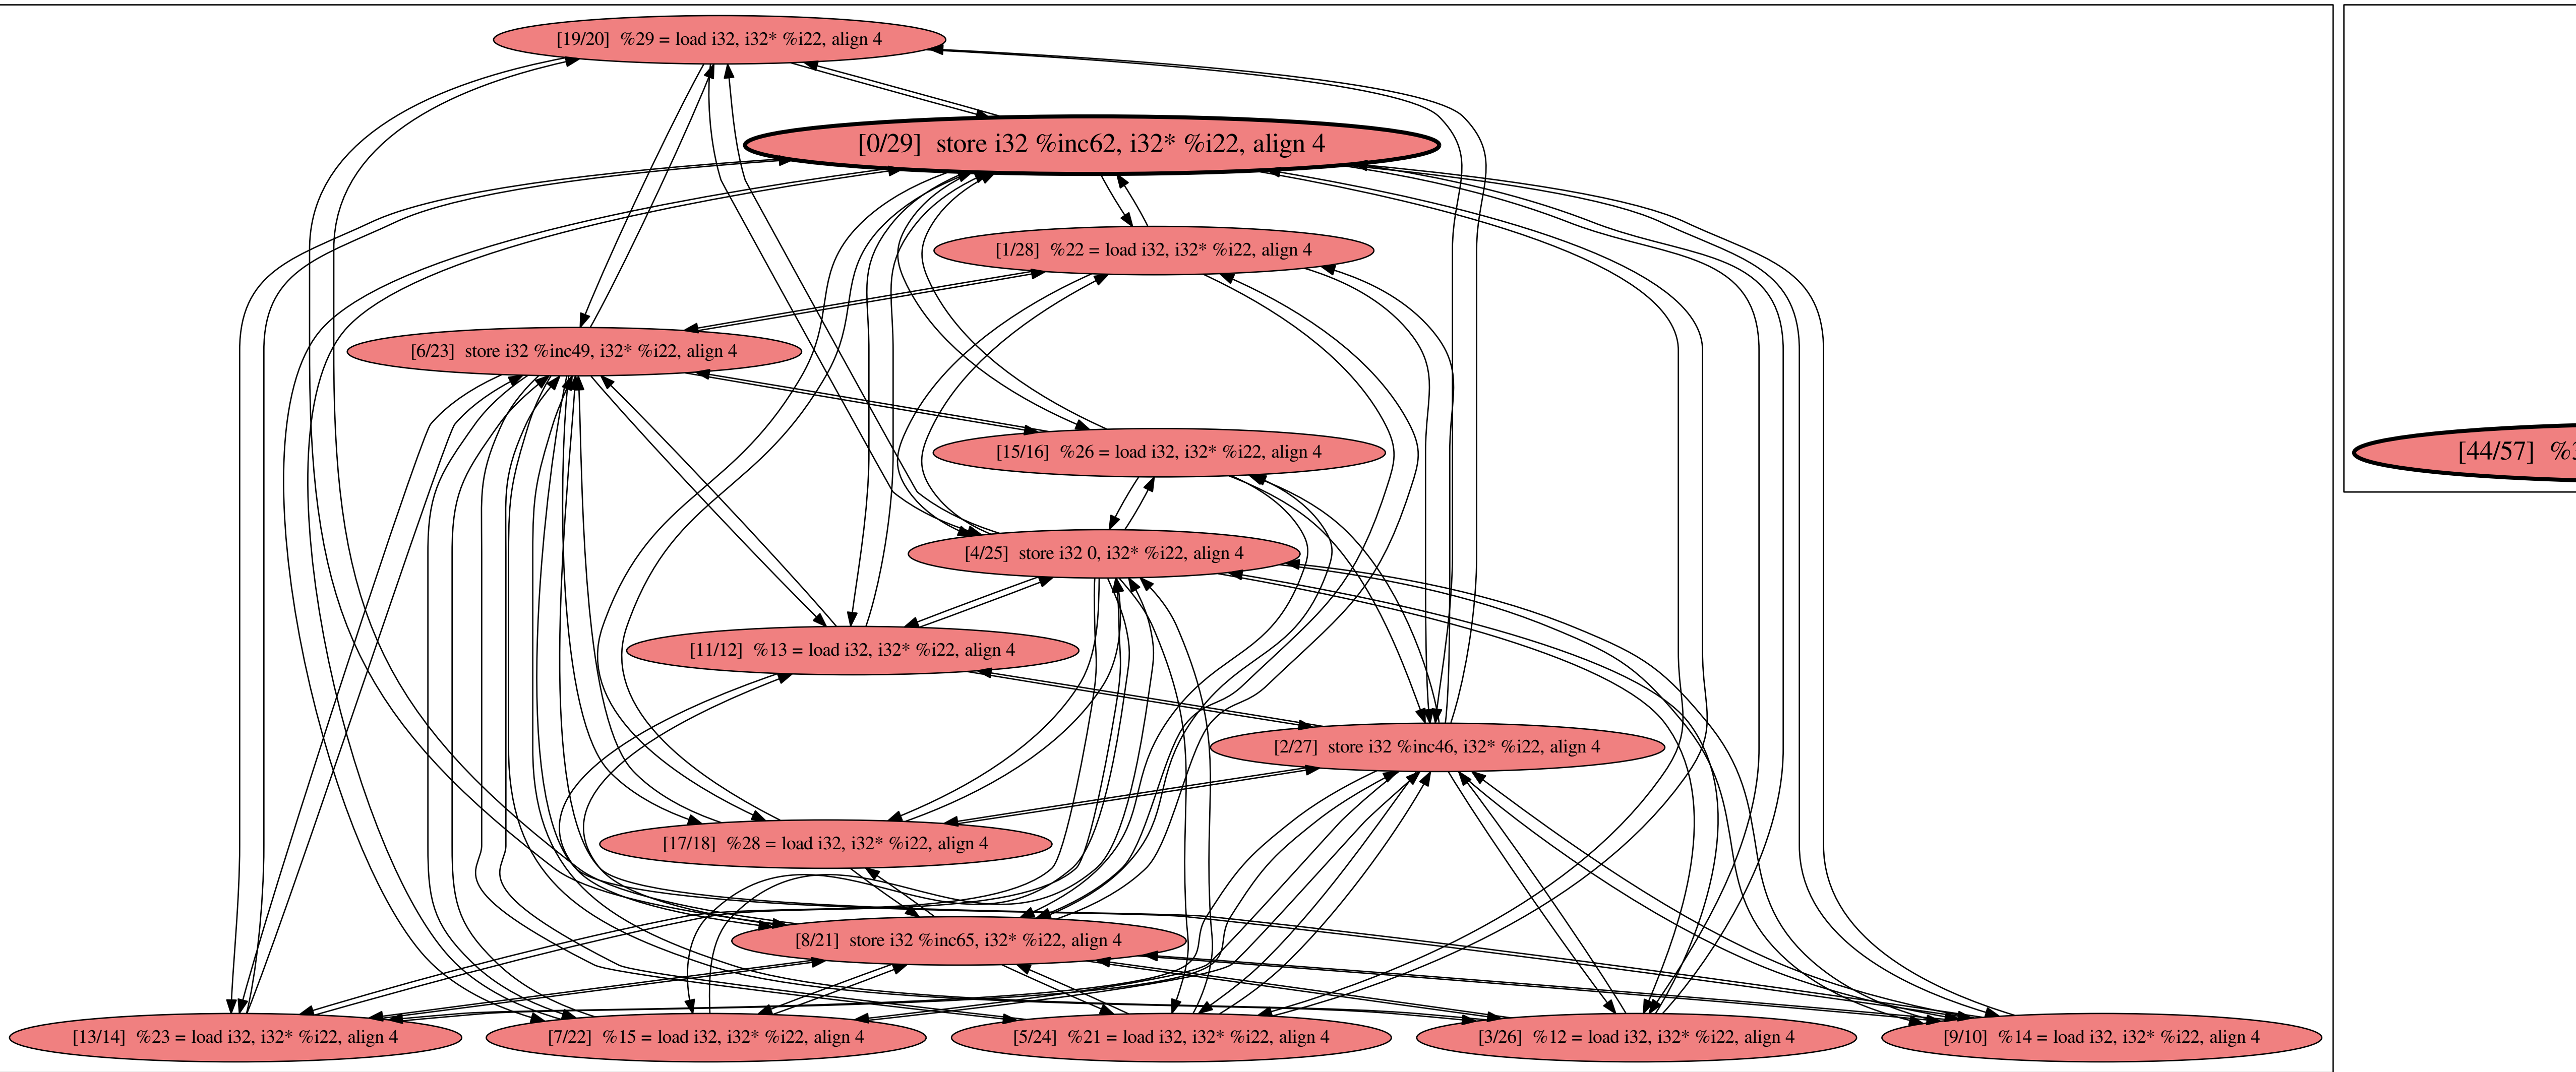 [19/20] %29 = load i32, i32* %i22, align 4
[0/29] store i32 %inc62, i32* %i22, align 4
[1/28] %22 = load i32, i32* %i22, align 4
[6/23] store i32 %inc49, i32* %i22, align 4
[15/16] %26 = load i32, i32* %i22, align 4
[44/57]
[4/25] store i32 0, i32* %i22, align 4
[11/12] %13 = load i32, i32* %i22, align 4
[2/27] store i32 %inc46, i32* %i22, align 4
[17/18] %28 = load i32, i32* %i22, align 4
[8/21] store i32 %inc65, i32* %i22, align 4
[13/14] %23 = load i32, i32* %i22, align 4
[7/22] %15 = load i32, i32* %i22, align 4
[5/24] %21 = load i32, i32* %i22, align 4
[3/26] %12 = load i32, i32* %i22, align 4
[9/10] %14 = load i32, i32* %i22, align 4